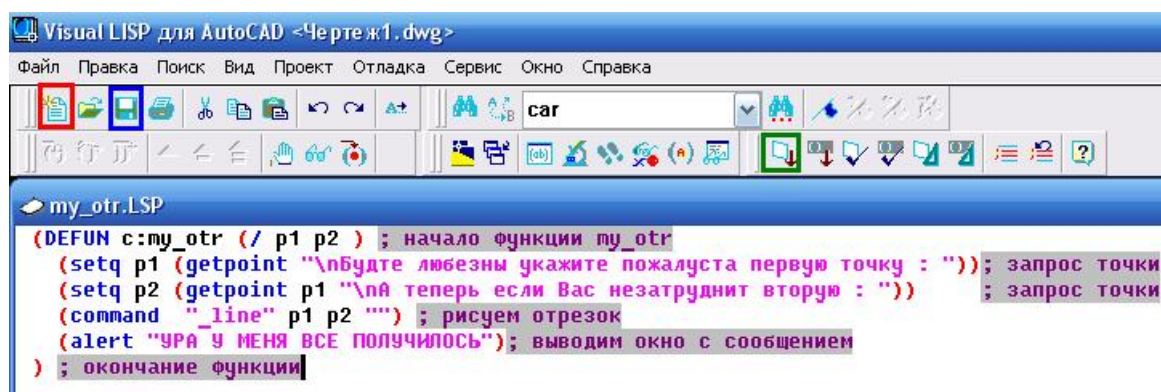 Visual LISP для AutoCAD <Чертеж1.dwg>
Файл Правка Поиск Вид Проект Отладка Сервис Окно Справка
car
my_otr.LSP
(DEFUN c:my_otr (/ p1 p2 ) ; начало функции my_otr
(setq p1 (getpoint "\nБудте любезны укажите пожалуста первую точку : ")); запрос точки
(setq p2 (getpoint p1 "\nА теперь если Вас незатруднит вторую : ")) ; запрос точки
(command "_line" p1 p2 "") ; рисуем отрезок
(alert "УРА У МЕНЯ ВСЕ ПОЛУЧИЛОСЬ"); выводим окно с сообщением
) ; окончание функции